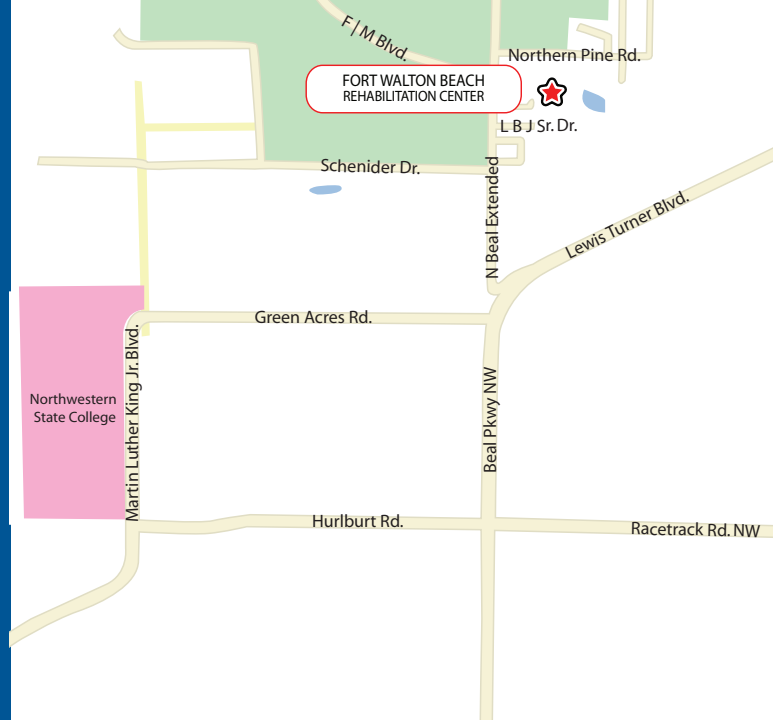 F / M Blvd.
Northern Pine Rd.
FORT WALTON BEACH
REHABILITATION CENTER
L B J Sr. Dr.
Schenider Dr.
N Beal Extended
Lewis Turner Blvd.
Green Acres Rd.
Martin Luther King Jr. Blvd.
Northwestern
State College
Beal Pkwy NW
Hurlburt Rd.
Racetrack Rd. NW